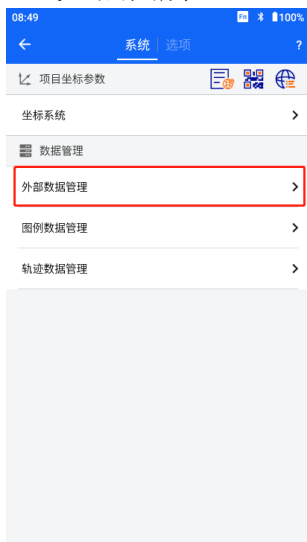 08:49
Fn
100%
系统
选项
?
项目坐标参数
坐标系统
数据管理
外部数据管理
图例数据管理
轨迹数据管理